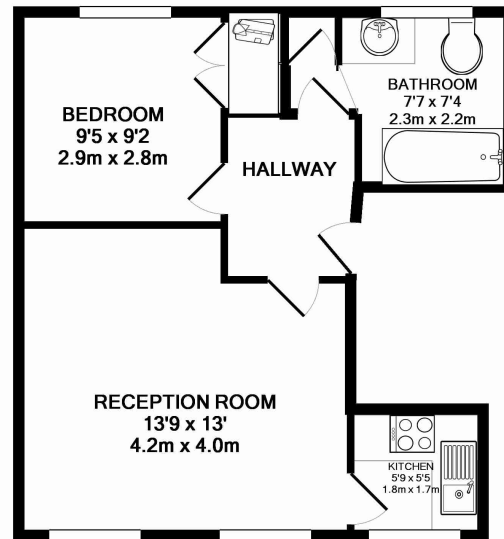 BATHROOM
7'7 x 7'4
2.3m x 2.2m
BEDROOM
9'5 x 9'2
2.9m x 2.8m
HALLWAY
RECEPTION ROOM
13'9 x 13'
4.2m x 4.0m
KITCHEN
5'9 x 5'5
1.8m x 1.7m